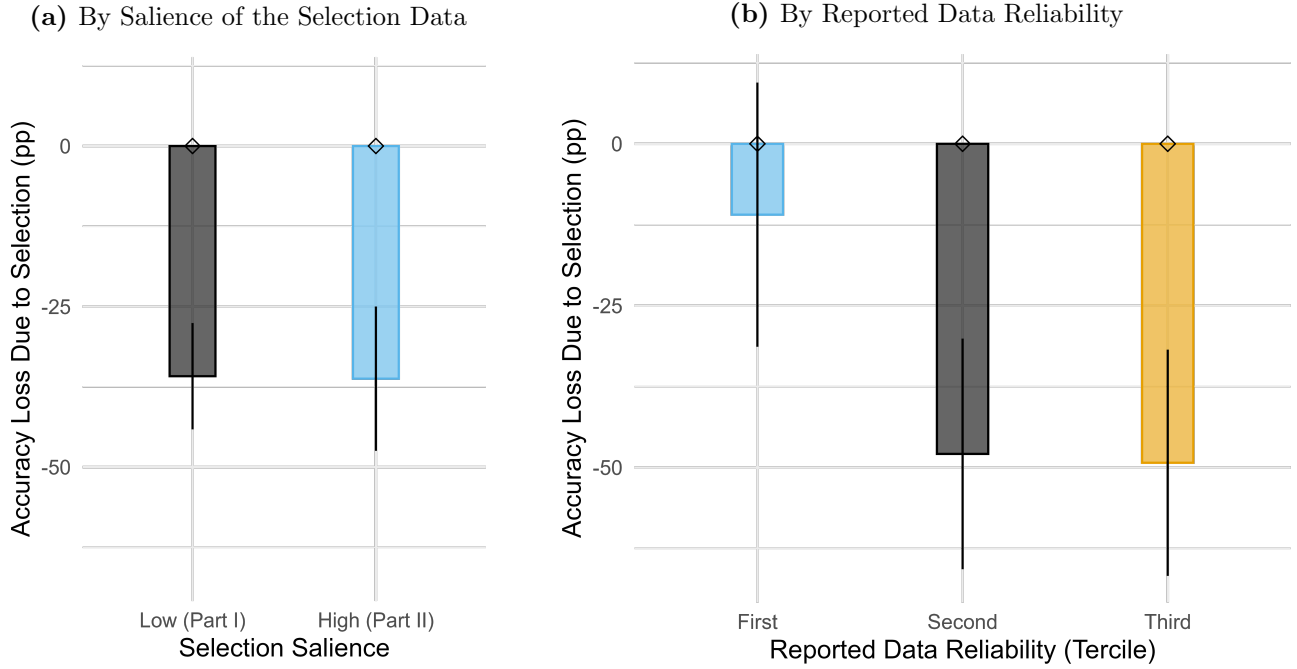 (a) By Salience of the Selection Data
Accuracy Loss Due to Selection (pp)
0
-25
-50
Low (Part I)
High (Part II)
Selection Salience
(b) By Reported Data Reliability
Accuracy Loss Due to Selection (pp)
0
-25
-50
First
Second
Third
Reported Data Reliability (Tercile)